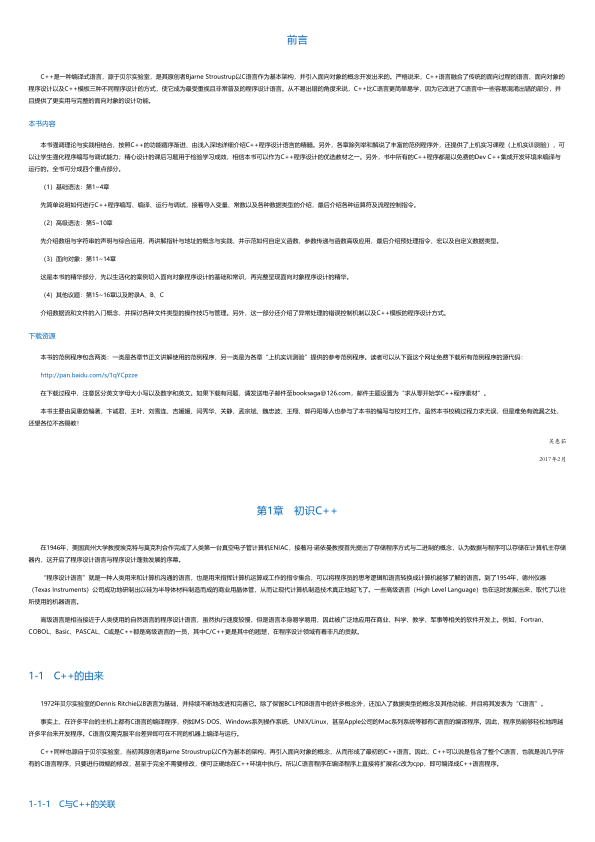 前言
C++是一种编译式语言，源于贝尔实验室，是其原创者Bjarne Stroustrup以C语言作为基本架构，并引入面向对象的概念开发出来的。严格说来，C++语言融合了传统的面向过程的语言、面向对象的
程序设计以及C++模板三种不同程序设计的方式，使它成为最受重视且非常普及的程序设计语言。从不易出错的角度来说，C++比C语言更简单易学，因为它改进了C语言中一些容易混淆出错的部分，并
且提供了更实用与完整的面向对象的设计功能。
本书内容
本书强调理论与实践相结合，按照C++的功能循序渐进，由浅入深地详细介绍C++程序设计语言的精髓。另外，各章除列举和解说了丰富的范例程序外，还提供了上机实习课程（上机实训测验），可
以让学生强化程序编写与调试能力；精心设计的课后习题用于检验学习成效，相信本书可以作为C++程序设计的优选教材之一。另外，书中所有的C++程序都是以免费的Dev C++集成开发环境来编译与
运行的。全书可分成四个重点部分。
（1）基础语法：第1~4章
先简单说明如何进行C++程序编写、编译、运行与调试，接着导入变量、常数以及各种数据类型的介绍，最后介绍各种运算符及流程控制指令。
（2）高级语法：第5~10章
先介绍数组与字符串的声明与综合运用，再讲解指针与地址的概念与实践，并示范如何自定义函数、参数传递与函数高级应用，最后介绍预处理指令、宏以及自定义数据类型。
（3）面向对象：第11~14章
这是本书的精华部分，先以生活化的案例切入面向对象程序设计的基础和常识，再完整呈现面向对象程序设计的精华。
（4）其他议题：第15~16章以及附录A、B、C
介绍数据流和文件的入门概念，并探讨各种文件类型的操作技巧与管理。另外，这一部分还介绍了异常处理的错误控制机制以及C++模板的程序设计方式。
下载资源
本书的范例程序包含两类：一类是各章节正文讲解使用的范例程序，另一类是为各章“上机实训测验”提供的参考范例程序。读者可以从下面这个网址免费下载所有范例程序的源代码：
http://pan.baidu.com/s/1qYCpzze
在下载过程中，注意区分英文字母大小写以及数字和英文。如果下载有问题，请发送电子邮件至booksaga@126.com，邮件主题设置为“求从零开始学C++程序素材”。
本书主要由吴惠茹编著，卞诚君、王叶、刘雪连、古媛媛、闫秀华、关静、孟宗斌、魏忠波、王翔、郭丹阳等人也参与了本书的编写与校对工作。虽然本书校稿过程力求无误，但是难免有疏漏之处，
还望各位不吝赐教！
吴惠茹
2017年2月
第1章　初识C++
在1946年，美国宾州大学教授埃克特与莫克利合作完成了人类第一台真空电子管计算机ENIAC，接着冯·诺依曼教授首先提出了存储程序方式与二进制的概念，认为数据与程序可以存储在计算机主存储
器内，这开启了程序设计语言与程序设计蓬勃发展的序幕。
“程序设计语言”就是一种人类用来和计算机沟通的语言，也是用来指挥计算机运算或工作的指令集合，可以将程序员的思考逻辑和语言转换成计算机能够了解的语言。到了1954年，德州仪器
（Texas Instruments）公司成功地研制出以硅为半导体材料制造而成的商业用晶体管，从而让现代计算机制造技术真正地起飞了，一些高级语言（High Level Language）也在这时发展出来，取代了以往
所使用的机器语言。
高级语言是相当接近于人类使用的自然语言的程序设计语言，虽然执行速度较慢，但是语言本身易学易用，因此被广泛地应用在商业、科学、教学、军事等相关的软件开发上。例如，Fortran、
COBOL、Basic、PASCAL、C或是C++都是高级语言的一员，其中C/C++更是其中的翘楚，在程序设计领域有着非凡的贡献。
1-1　C++的由来
1972年贝尔实验室的Dennis Ritchie以B语言为基础，并持续不断地改进和完善它，除了保留BCLP和B语言中的许多概念外，还加入了数据类型的概念及其他功能，并且将其发表为“C语言”。
事实上，在许多平台的主机上都有C语言的编译程序，例如MS-DOS、Windows系列操作系统、UNIX/Linux，甚至Apple公司的Mac系列系统等都有C语言的编译程序。因此，程序员能够轻松地跨越
许多平台来开发程序。C语言仅需克服平台差异即可在不同的机器上编译与运行。
C++同样也源自于贝尔实验室，当初其原创者Bjarne Stroustrup以C作为基本的架构，再引入面向对象的概念，从而形成了最初的C++语言。因此，C++可以说是包含了整个C语言，也就是说几乎所
有的C语言程序，只要进行微幅的修改，甚至于完全不需要修改，便可正确地在C++环境中执行。所以C语言程序在编译程序上直接将扩展名c改为cpp，即可编译成C++语言程序。
1-1-1　C与C++的关联